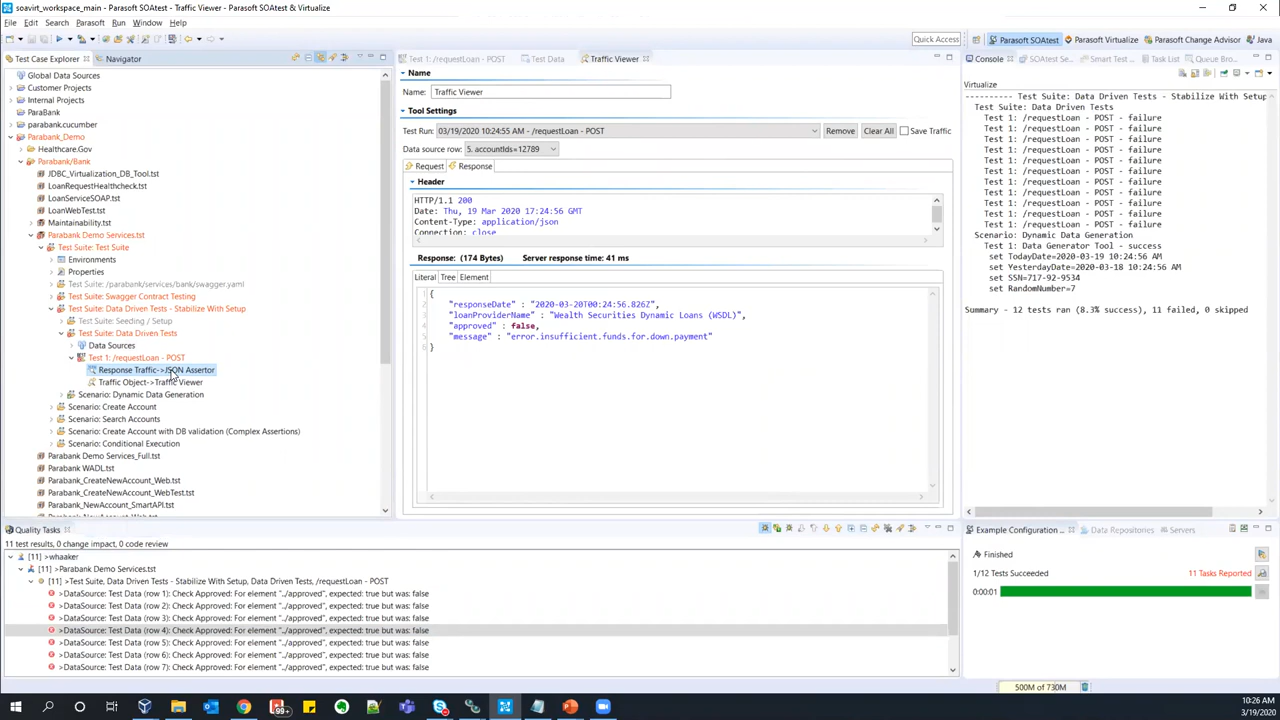 soavirt_workspace_main - Traffic Viewer - Parasoft SOAtest & Virtualize
File Edit Search Parasoft Run Window Help
Quick Access
Parasoft SOAtest
Parasoft Virtualize
Parasoft Change Advisor
Java
Test Case Explorer
Navigator
Global Data Sources
Customer Projects
Internal Projects
ParaBank
parabank.cucumber
Parabank_Demo
Healthcare.Gov
Parabank/Bank
JDBC_Virtualization_DB_Tool.tst
LoanRequestHealthcheck.tst
LoanServiceSOAP.tst
LoanWebTest.tst
Maintainability.tst
Parabank Demo Services.tst
Test Suite: Test Suite
Environments
Properties
Test Suite: /parabank/services/bank/swagger.yaml
Test Suite: Swagger Contract Testing
Test Suite: Data Driven Tests - Stabilize With Setup
Test Suite: Seeding / Setup
Test Suite: Data Driven Tests
Data Sources
Test 1: /requestLoan - POST
Response Traffic->JSON Assertor
Traffic Object->Traffic Viewer
Scenario: Dynamic Data Generation
Scenario: Create Account
Scenario: Search Accounts
Scenario: Create Account with DB validation (Complex Assertions)
Scenario: Conditional Execution
Parabank Demo Services_Full.tst
Parabank WADL.tst
Parabank_CreateNewAccount_Web.tst
Parabank_CreateNewAccount_WebTest.tst
Parabank_NewAccount_SmartAPI.tst
Test 1: /requestLoan - POST
Test Data
Traffic Viewer
Name
Name: Traffic Viewer
Tool Settings
Test Run: 03/19/2020 10:24:55 AM - /requestLoan - POST
Remove
Clear All
Save Traffic
Data source row: 5. accountIds=12789
Request
Response
Header
HTTP/1.1 200
Date: Thu, 19 Mar 2020 17:24:56 GMT
Content-Type: application/json
Connection: close
Response: (174 Bytes) Server response time: 41 ms
Literal Tree Element
1 {
2 "responseDate" : "2020-03-20T00:24:56.826Z",
3 "loanProviderName" : "Wealth Securities Dynamic Loans (WSDL)",
4 "approved" : false,
5 "message" : "error.insufficient.funds.for.down.payment"
6 }
Console
SOAtest Se...
Smart Test ...
Task List
Queue Bro...
Virtualize
---------- Test Suite: Data Driven Tests - Stabilize With Setup
Test Suite: Data Driven Tests
Test 1: /requestLoan - POST - failure
Test 1: /requestLoan - POST - failure
Test 1: /requestLoan - POST - failure
Test 1: /requestLoan - POST - failure
Test 1: /requestLoan - POST - failure
Test 1: /requestLoan - POST - failure
Test 1: /requestLoan - POST - failure
Test 1: /requestLoan - POST - failure
Test 1: /requestLoan - POST - failure
Test 1: /requestLoan - POST - failure
Test 1: /requestLoan - POST - failure
Scenario: Dynamic Data Generation
Test 1: Data Generator Tool - success
set TodayDate=2020-03-19 10:24:56 AM
set YesterdayDate=2020-03-18 10:24:56 AM
set SSN=717-92-9534
set RandomNumber=7
Summary - 12 tests ran (8.3% success), 11 failed, 0 skipped
Quality Tasks
11 test results, 0 change impact, 0 code review
[11] >whaaker
[11] >Parabank Demo Services.tst
[11] >Test Suite, Data Driven Tests - Stabilize With Setup, Data Driven Tests, /requestLoan - POST
>DataSource: Test Data (row 1): Check Approved: For element "../approved", expected: true but was: false
>DataSource: Test Data (row 2): Check Approved: For element "../approved", expected: true but was: false
>DataSource: Test Data (row 3): Check Approved: For element "../approved", expected: true but was: false
>DataSource: Test Data (row 4): Check Approved: For element "../approved", expected: true but was: false
>DataSource: Test Data (row 5): Check Approved: For element "../approved", expected: true but was: false
>DataSource: Test Data (row 6): Check Approved: For element "../approved", expected: true but was: false
>DataSource: Test Data (row 7): Check Approved: For element "../approved", expected: true but was: false
Example Configuration ...
Data Repositories
Servers
Finished
1/12 Tests Succeeded
11 Tasks Reported
0:00:01
500M of 730M
99+
10:26 AM
3/19/2020